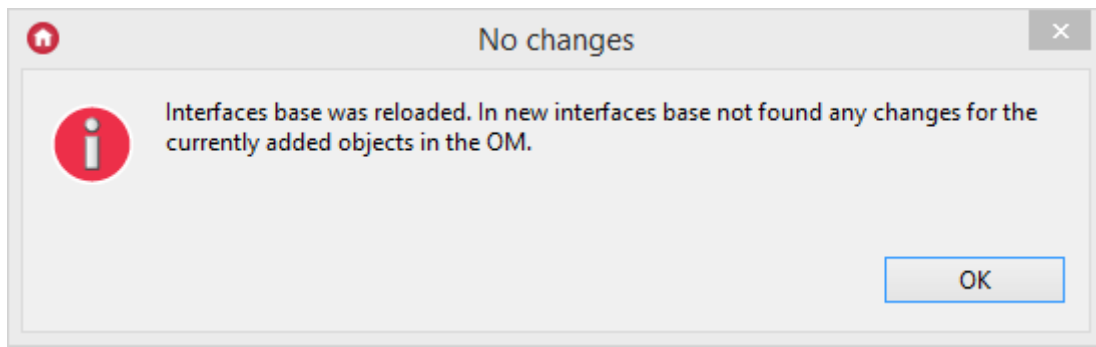 No changes
Interfaces base was reloaded. In new interfaces base not found any changes for the
currently added objects in the OM.
OK